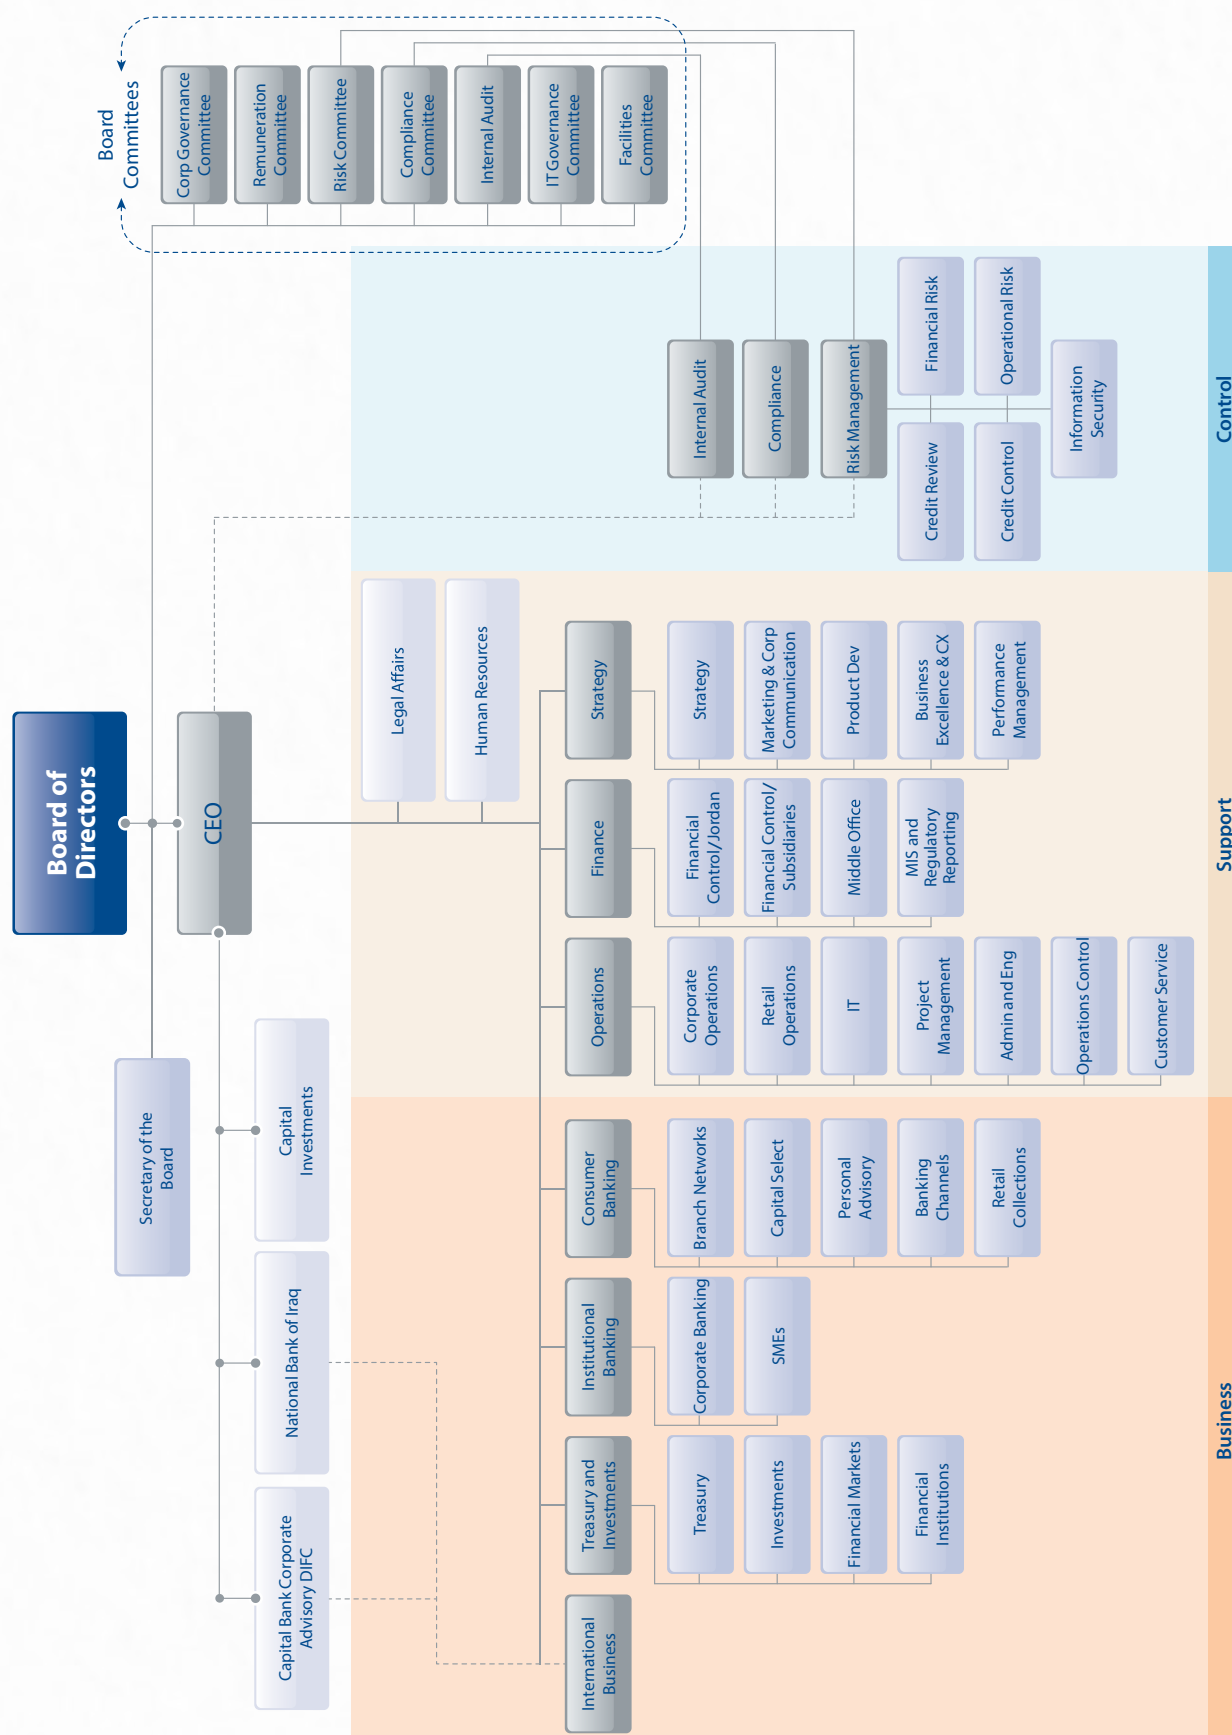 Board of
Directors
CEO
Secretary of the
Board
Board
Committees
Corp Governance
Committee
Remuneration
Committee
Risk Committee
Compliance
Committee
Internal Audit
IT Governance
Committee
Facilities
Committee
Capital Bank Corporate
Advisory DIFC
National Bank of Iraq
Capital
Investments
Legal Affairs
Human Resources
International
Business
Treasury and
Investments
Treasury
Investments
Financial Markets
Financial
Institutions
Institutional
Banking
Corporate Banking
SMEs
Consumer
Banking
Branch Networks
Capital Select
Personal
Advisory
Banking
Channels
Retail
Collections
Operations
Corporate
Operations
Retail
Operations
IT
Project
Management
Admin and Eng
Operations Control
Customer Service
Finance
Financial
Control/Jordan
Financial Control/
Subsidiaries
Middle Office
MIS and
Regulatory
Reporting
Strategy
Strategy
Marketing & Corp
Communication
Product Dev
Business
Excellence & CX
Performance
Management
Internal Audit
Compliance
Risk Management
Credit Review
Financial Risk
Credit Control
Operational Risk
Information
Security
Business
Support
Control